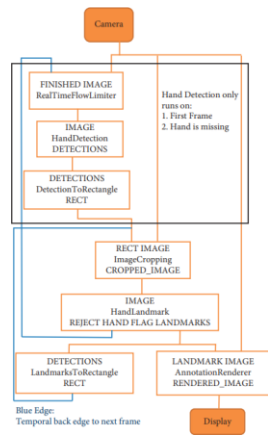 Camera
FINISHED IMAGE
RealTimeFlowLimiter
Hand Detection only
runs on:
1. First Frame
2. Hand is missing
IMAGE
HandDetection
DETECTIONS
DETECTIONS
DetectionToRectangle
RECT
RECT IMAGE
ImageCropping
CROPPED_IMAGE
IMAGE
HandLandmark
REJECT HAND FLAG LANDMARKS
DETECTIONS
LandmarksToRectangle
RECT
LANDMARK IMAGE
AnnotationRenderer
RENDERED_IMAGE
Blue Edge:
Temporal back edge to next frame
Display